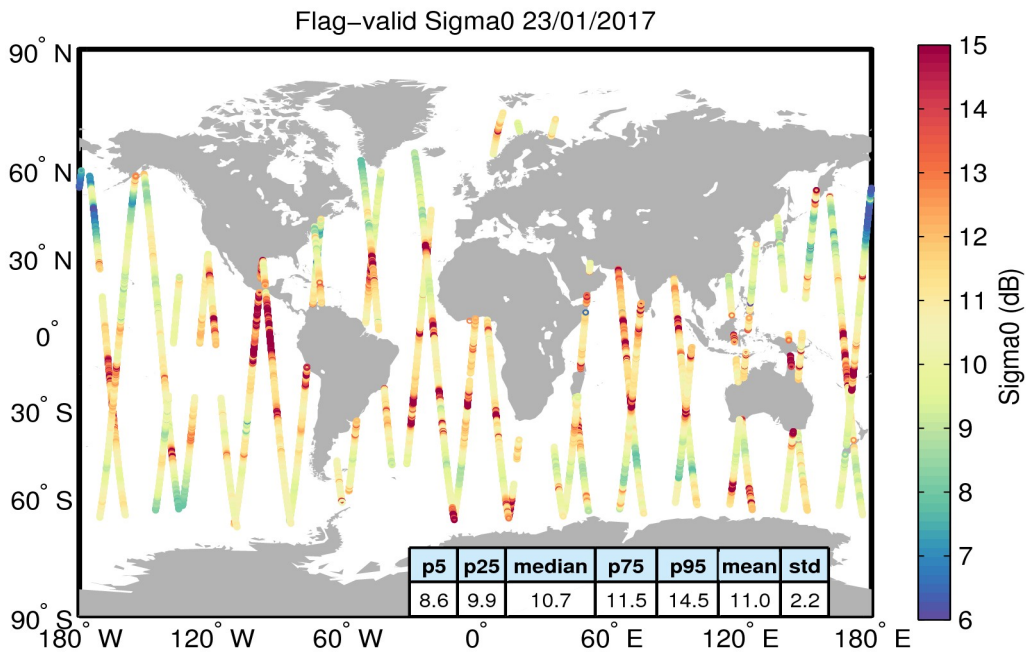 Flag−valid Sigma0 23/01/2017
90° N
60° N
30° N
0°
30° S
60° S
90° S
180° W
120° W
60° W
0°
60° E
120° E
180° E
p5 p25 median p75 p95 mean std
8.6 9.9 10.7 11.5 14.5 11.0 2.2
15
14
13
12
11
10
9
8
7
6
Sigma0 (dB)